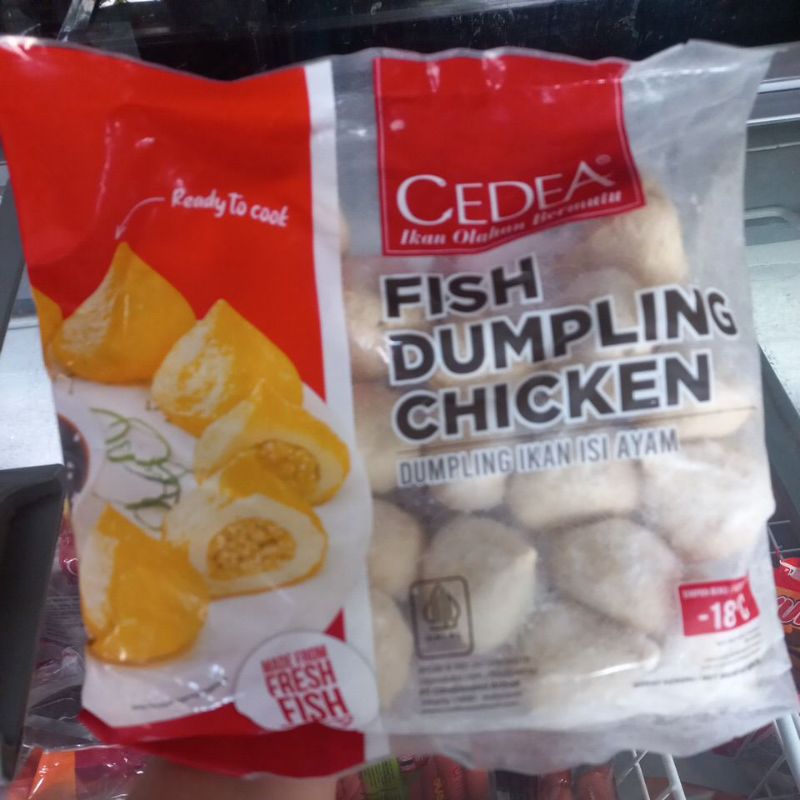 Ready To cook
CEDEA®
Ikan Olahan Bermutu
FISH
DUMPLING
CHICKEN
DUMPLING IKAN ISI AYAM
-18°C
MADE FROM
FRESH
FISH